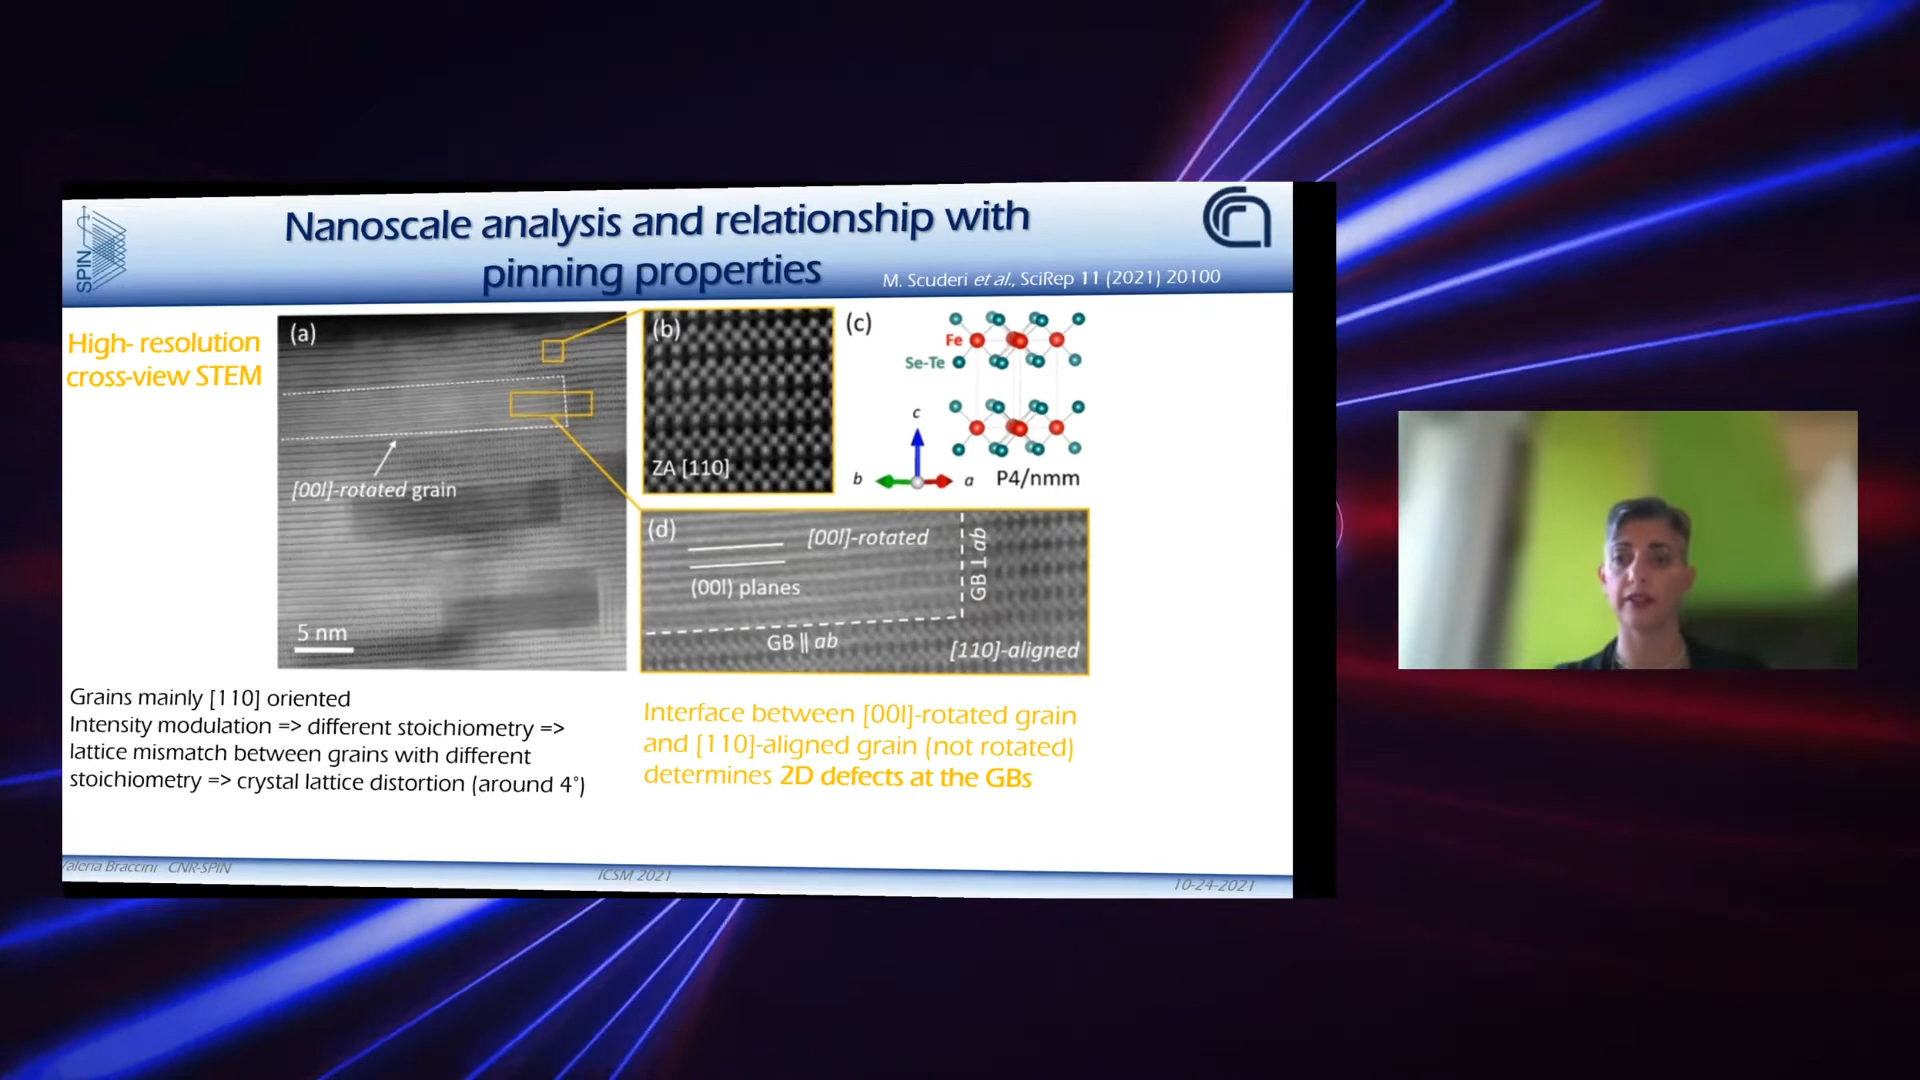 SPIN
Nanoscale analysis and relationship with
pinning properties
M. Scuderi et al., SciRep 11 (2021) 20100
High- resolution
cross-view STEM
(a)
[00l]-rotated grain
5 nm
(b)
ZA [110]
(c)
Fe
Se-Te
c
b
a
P4/nmm
(d)
[00l]-rotated
(00l) planes
GB ⊥ ab
GB || ab
[110]-aligned
Grains mainly [110] oriented
Intensity modulation => different stoichiometry =>
lattice mismatch between grains with different
stoichiometry => crystal lattice distortion (around 4°)
Interface between [00l]-rotated grain
and [110]-aligned grain (not rotated)
determines 2D defects at the GBs
Valeria Braccini CNR-SPIN
ICSM 2021
10-24-2021